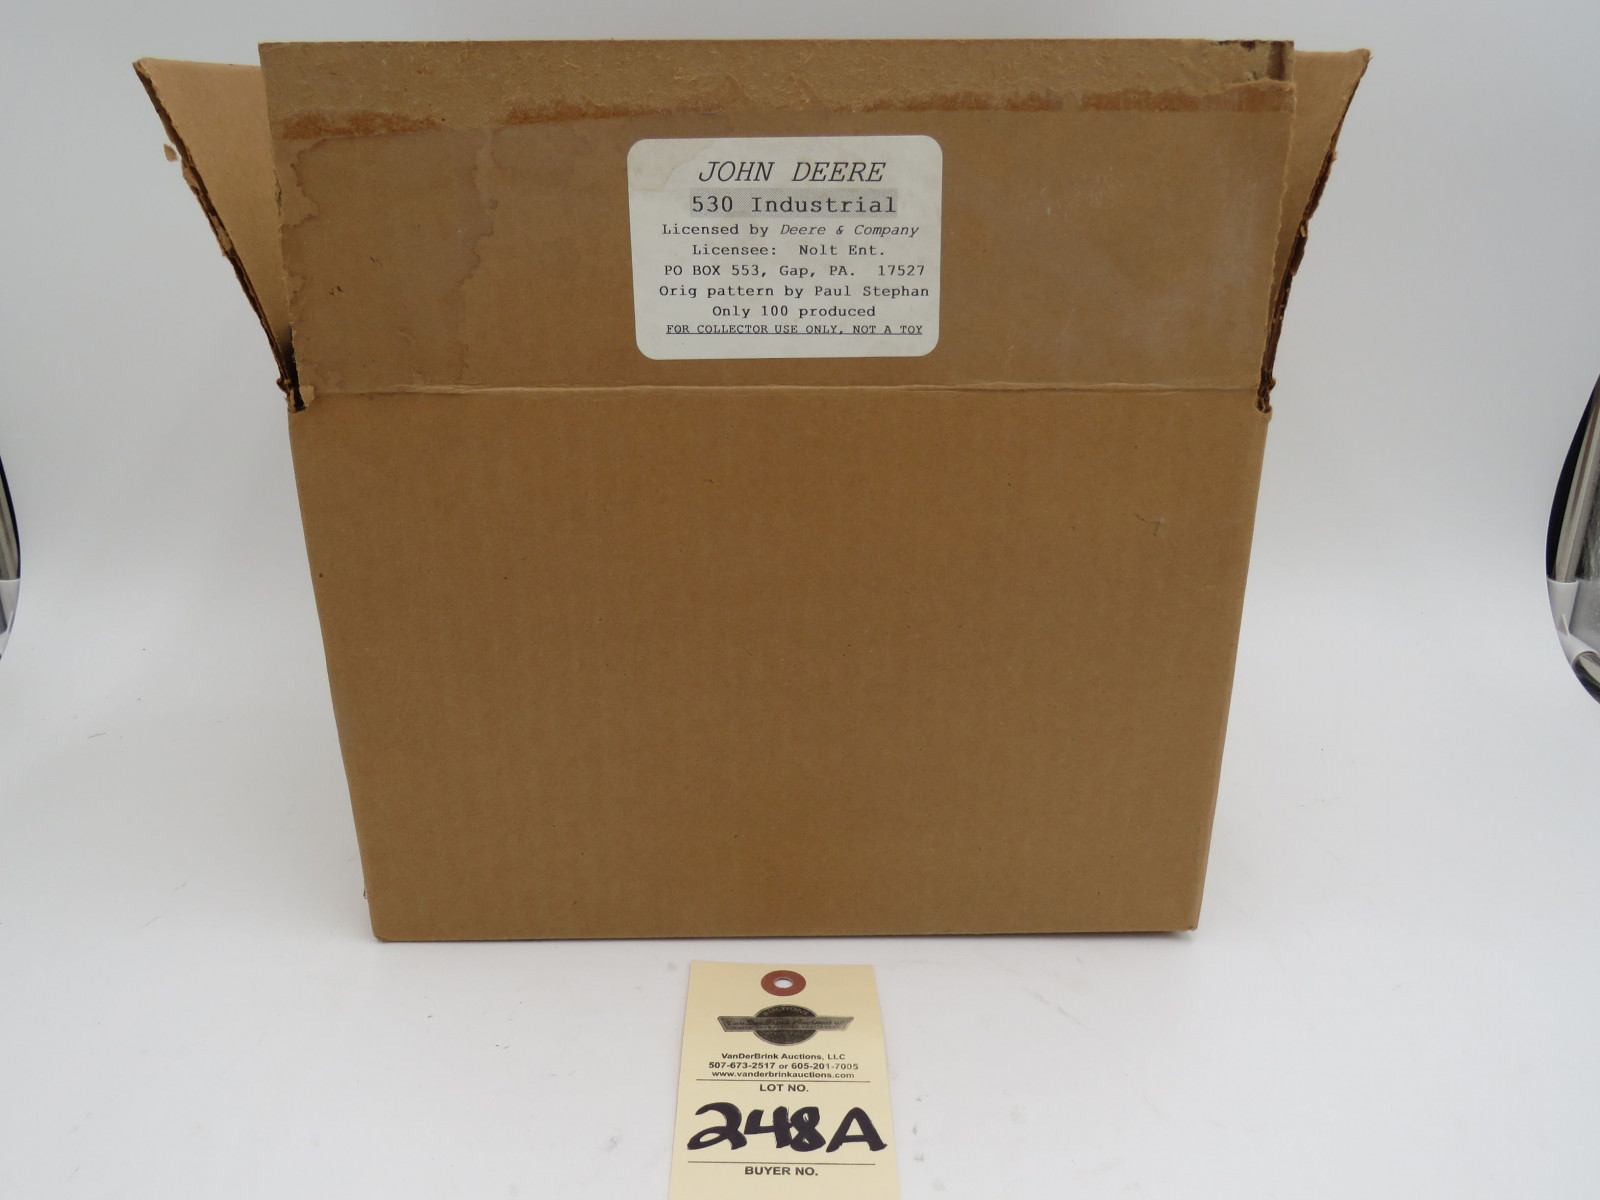 JOHN DEERE
530 Industrial
Licensed by Deere & Company
Licensee: Nolt Ent.
PO BOX 553, Gap, PA. 17527
Orig pattern by Paul Stephan
Only 100 produced
FOR COLLECTOR USE ONLY, NOT A TOY
VanDerBrink Auctions, LLC
507-673-2517 or 605-201-7005
www.vanderbrinkauctions.com
LOT NO.
248A
BUYER NO.